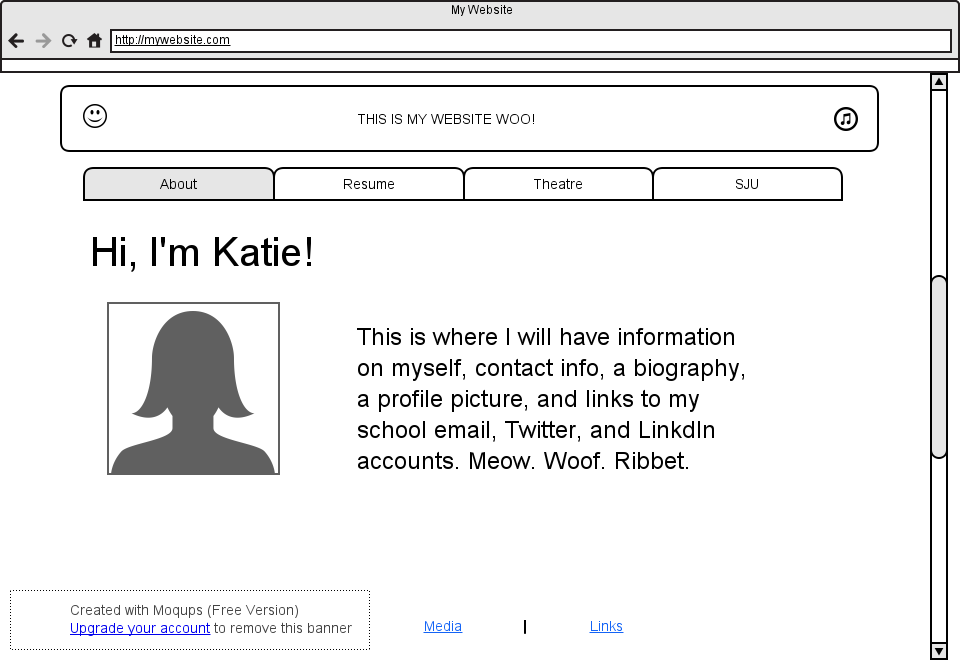 My Website
http://mywebsite.com
THIS IS MY WEBSITE WOO!
About
Resume
Theatre
SJU
Hi, I'm Katie!
This is where I will have information
on myself, contact info, a biography,
a profile picture, and links to my
school email, Twitter, and LinkdIn
accounts. Meow. Woof. Ribbet.
Created with Moqups (Free Version)
Upgrade your account to remove this banner
Media | Links